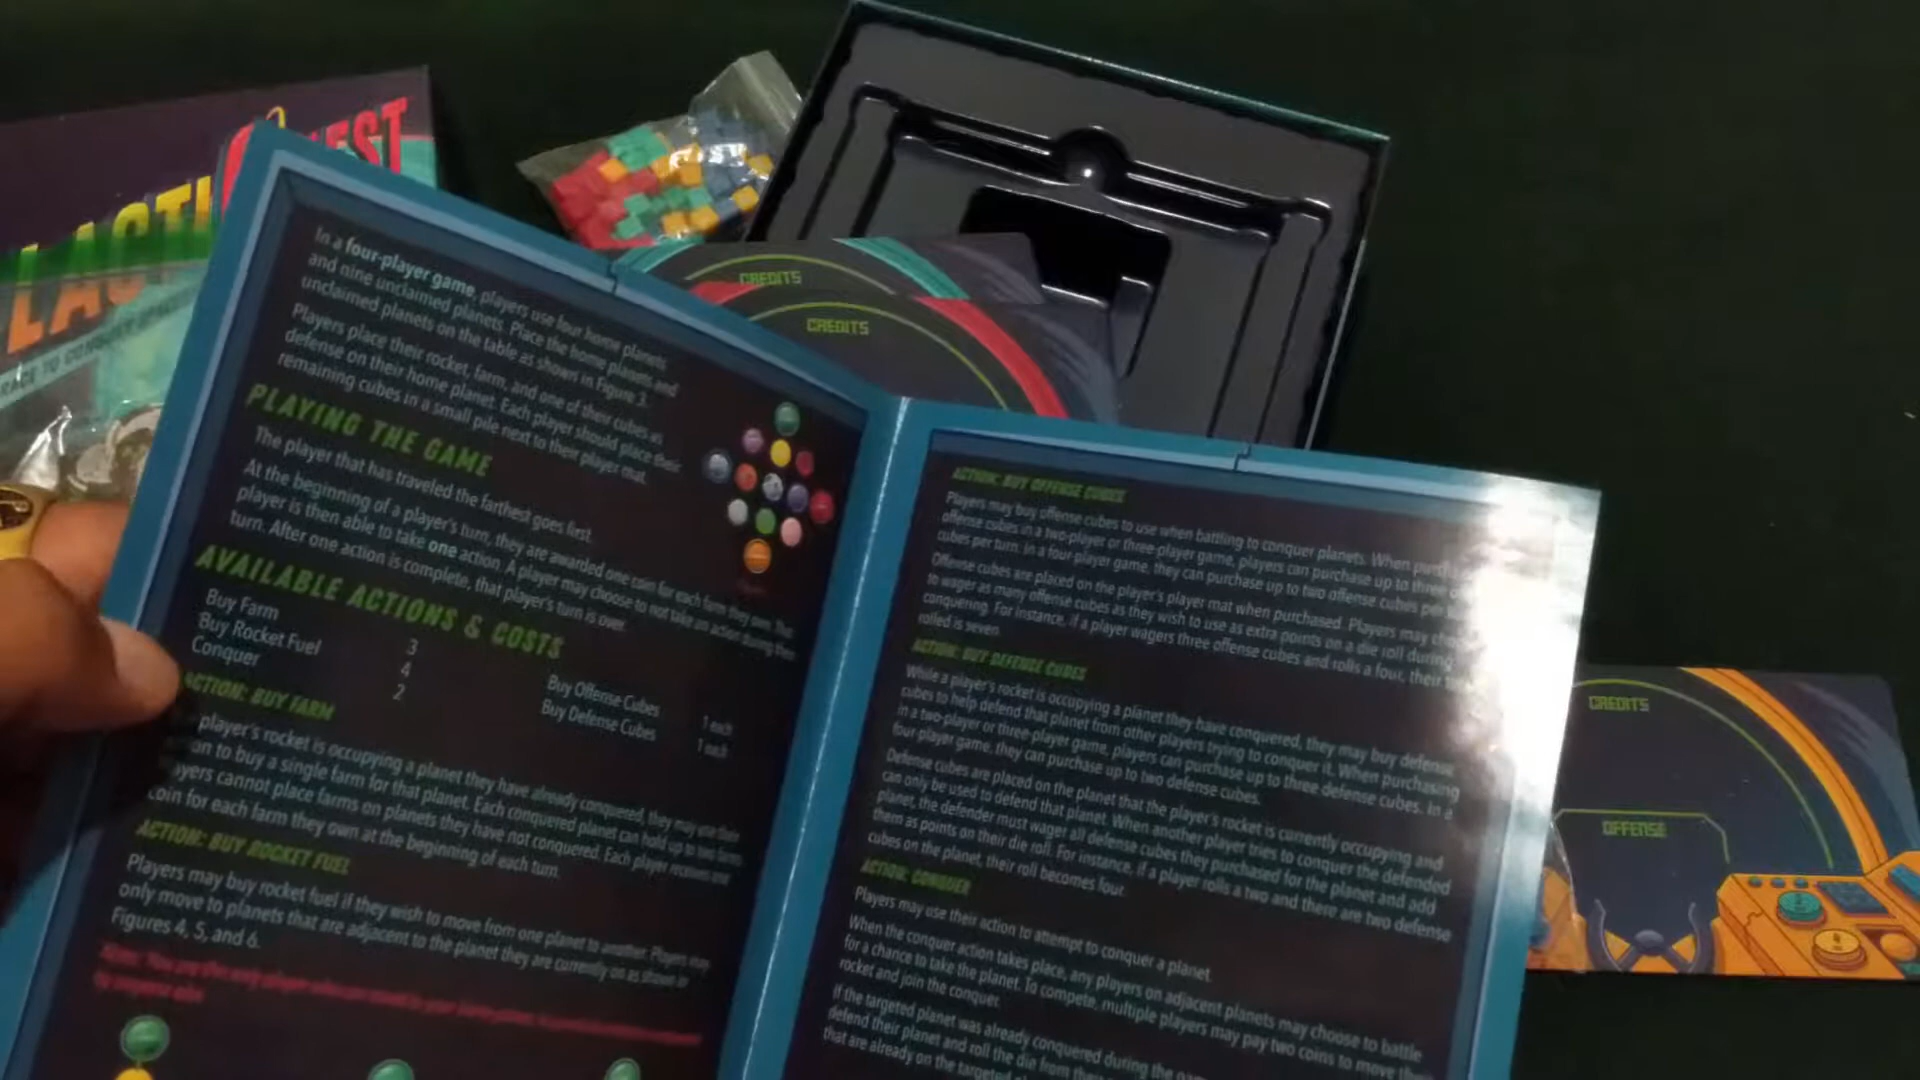 LACTI
EST
LACT
RACE TO CONQUER
CREDITS
CREDITS
In a four-player game, players use four home planets
and nine unclaimed planets. Place the home planets and
unclaimed planets on the table as shown in Figure 3.
Players place their rocket, farm, and one of their cubes as
defense on their home planet. Each player should place their
remaining cubes in a small pile next to their player mat.
PLAYING THE GAME
The player that has traveled the farthest goes first.
At the beginning of a player's turn, they are awarded one coin for each farm they own. The
player is then able to take one action. A player may choose to not take an action during their
turn. After one action is complete, that player's turn is over.
AVAILABLE ACTIONS & COSTS
Buy Farm 3
Buy Rocket Fuel 4
Conquer 2
Buy Offense Cubes 1 each
Buy Defense Cubes 1 each
ACTION: BUY FARM
player's rocket is occupying a planet they have already conquered, they may use their
on to buy a single farm for that planet. Each conquered planet can hold up to two farms.
ayers cannot place farms on planets they have not conquered. Each player receives one
coin for each farm they own at the beginning of each turn.
ACTION: BUY ROCKET FUEL
Players may buy rocket fuel if they wish to move from one planet to another. Players may
only move to planets that are adjacent to the planet they are currently on as shown in
Figures 4, 5, and 6.
ACTION: BUY OFFENSE CUBES
Players may buy offense cubes to use when battling to conquer planets. When purchas
offense cubes in a two-player or three-player game, players can purchase up to three o
cubes per turn. In a four-player game, they can purchase up to two offense cubes per
Offense cubes are placed on the player's player mat when purchased. Players may cho
to wager as many offense cubes as they wish to use as extra points on a die roll during
conquering. For instance, if a player wagers three offense cubes and rolls a four, their
rolled is seven.
ACTION: BUY DEFENSE CUBES
While a player's rocket is occupying a planet they have conquered, they may buy defense
cubes to help defend that planet from other players trying to conquer it. When purchasing
in a two-player or three-player game, players can purchase up to three defense cubes. In a
four-player game, they can purchase up to two defense cubes.
Defense cubes are placed on the planet that the player's rocket is currently occupying and
can only be used to defend that planet. When another player tries to conquer the defended
planet, the defender must wager all defense cubes they purchased for the planet and add
them as points on their die roll. For instance, if a player rolls a two and there are two defense
cubes on the planet, their roll becomes four.
ACTION: CONQUER
Players may use their action to attempt to conquer a planet.
When the conquer action takes place, any players on adjacent planets may choose to battle
for a chance to take the planet. To compete, multiple players may pay two coins to move their
rocket and join the conquer.
If the targeted planet was already conquered during the
defend their planet and roll the die from their
that are already on the targeted
CREDITS
OFFENSE